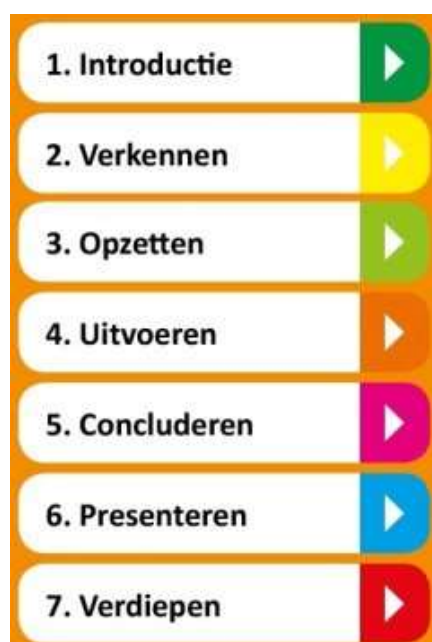 1. Introductie
2. Verkennen
3. Opzetten
4. Uitvoeren
5. Concluderen
6. Presenteren
7. Verdiepen